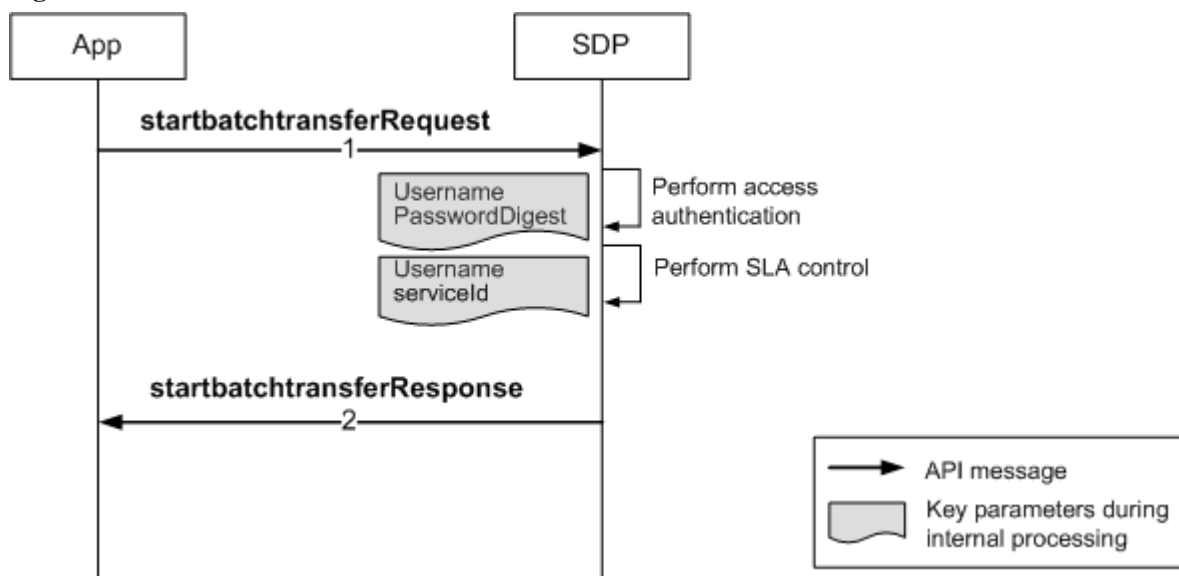 App
SDP
startbatchtransferRequest
1
Username
PasswordDigest
Perform access
authentication
Username
serviceId
Perform SLA control
startbatchtransferResponse
2
API message
Key parameters during
internal processing